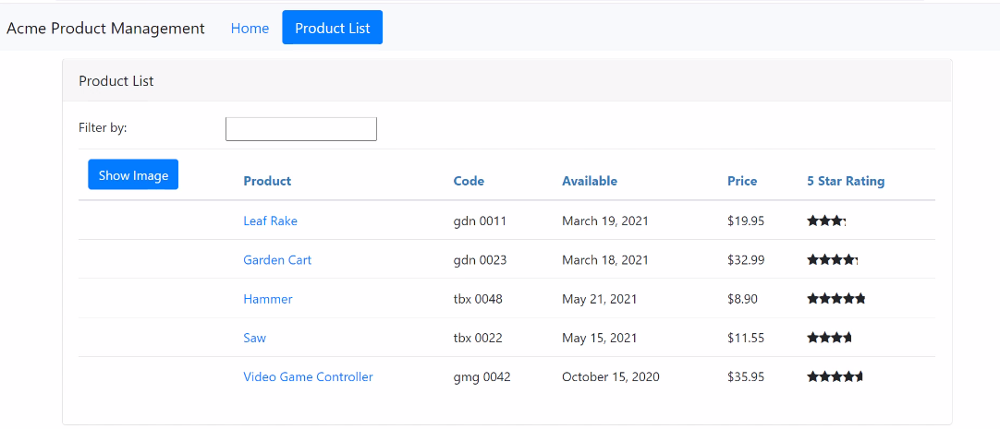 Acme Product Management Home Product List
Product List
Filter by:
Show Image Product Code Available Price 5 Star Rating
Leaf Rake gdn 0011 March 19, 2021 $19.95
Garden Cart gdn 0023 March 18, 2021 $32.99
Hammer tbx 0048 May 21, 2021 $8.90
Saw tbx 0022 May 15, 2021 $11.55
Video Game Controller gmg 0042 October 15, 2020 $35.95